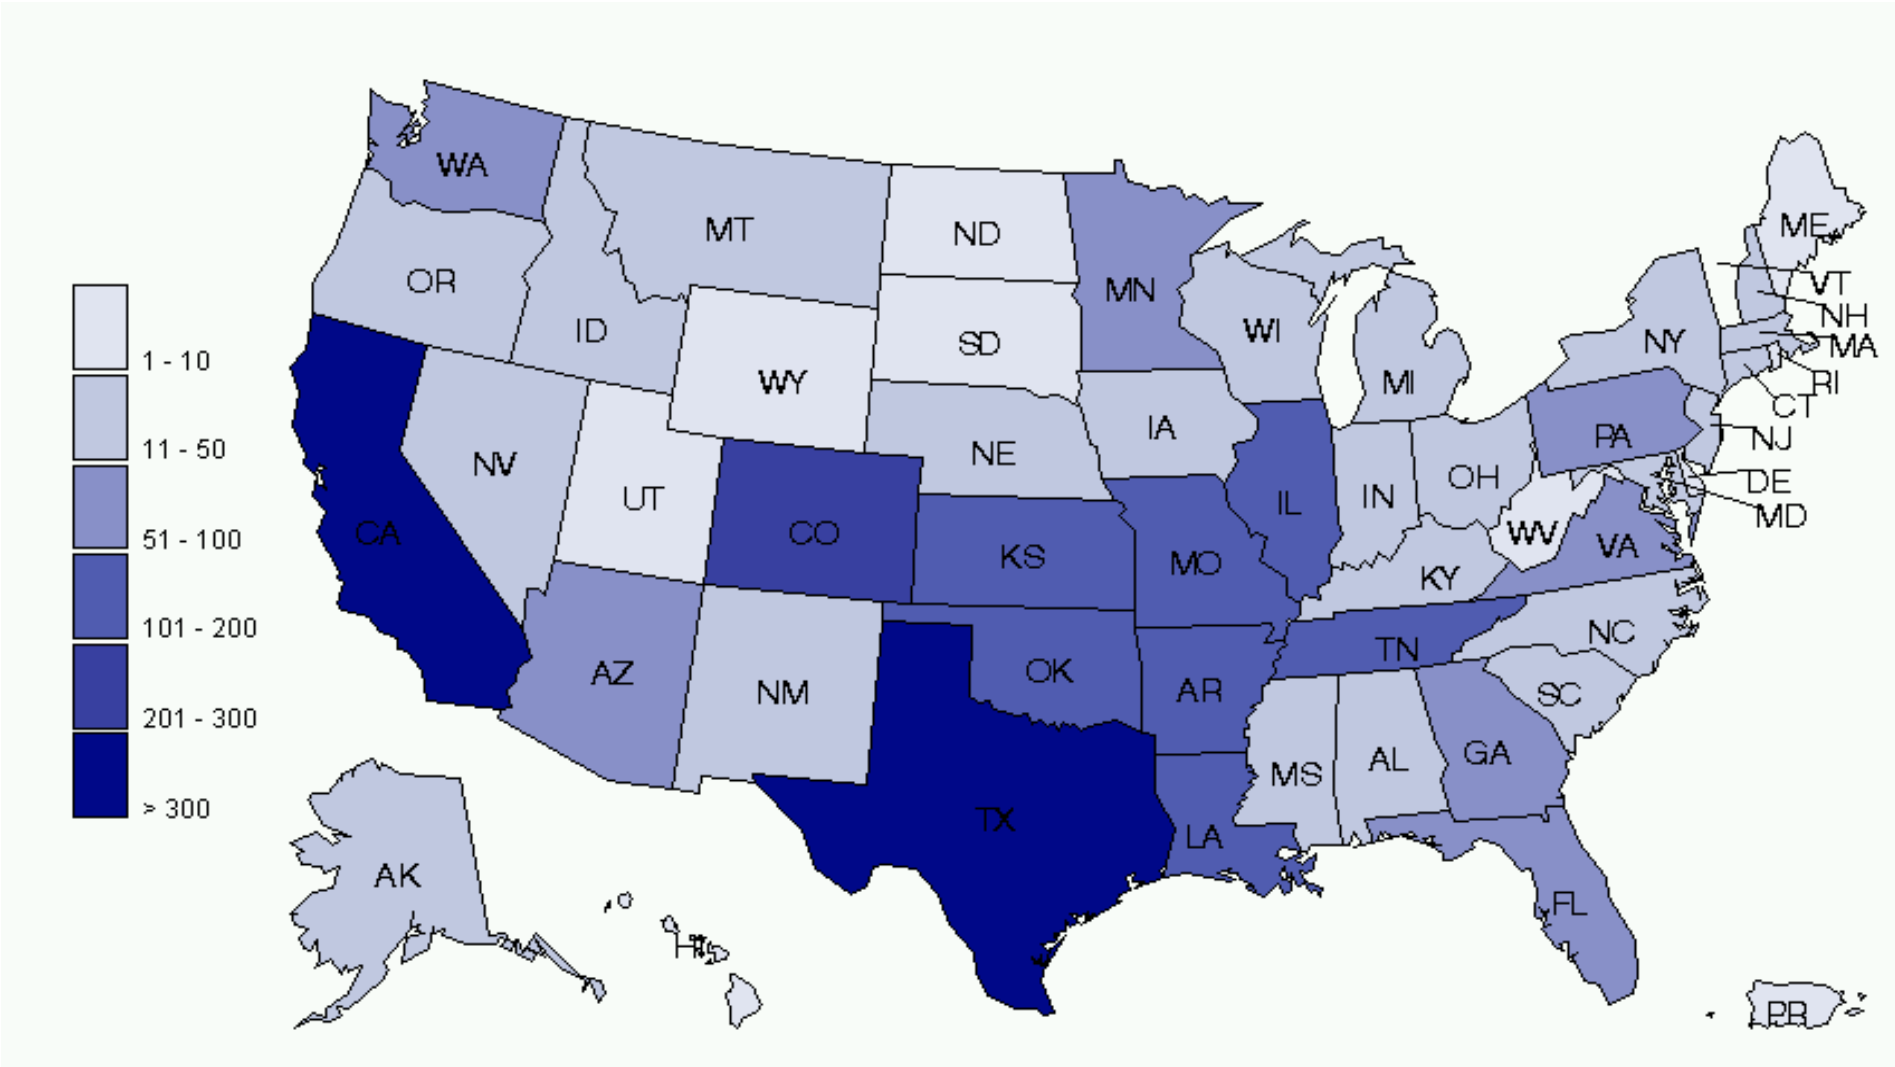 WA
MT
ND
ME
OR
MN
VT
ID
NH
WI
NY
SD
MA
1 - 10
WY
MI
RI
CT
IA
PA
NJ
11 - 50
NE
NV
OH
DE
UT
IL
IN
MD
CA
CO
WV
VA
51 - 100
KS
MO
KY
101 - 200
NC
TN
AZ
OK
NM
AR
SC
201 - 300
GA
AL
MS
> 300
TX
LA
AK
FL
HI
PR